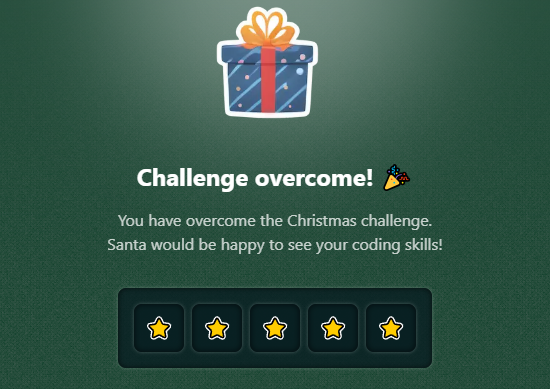 Challenge overcome! 🎉
You have overcome the Christmas challenge.
Santa would be happy to see your coding skills!